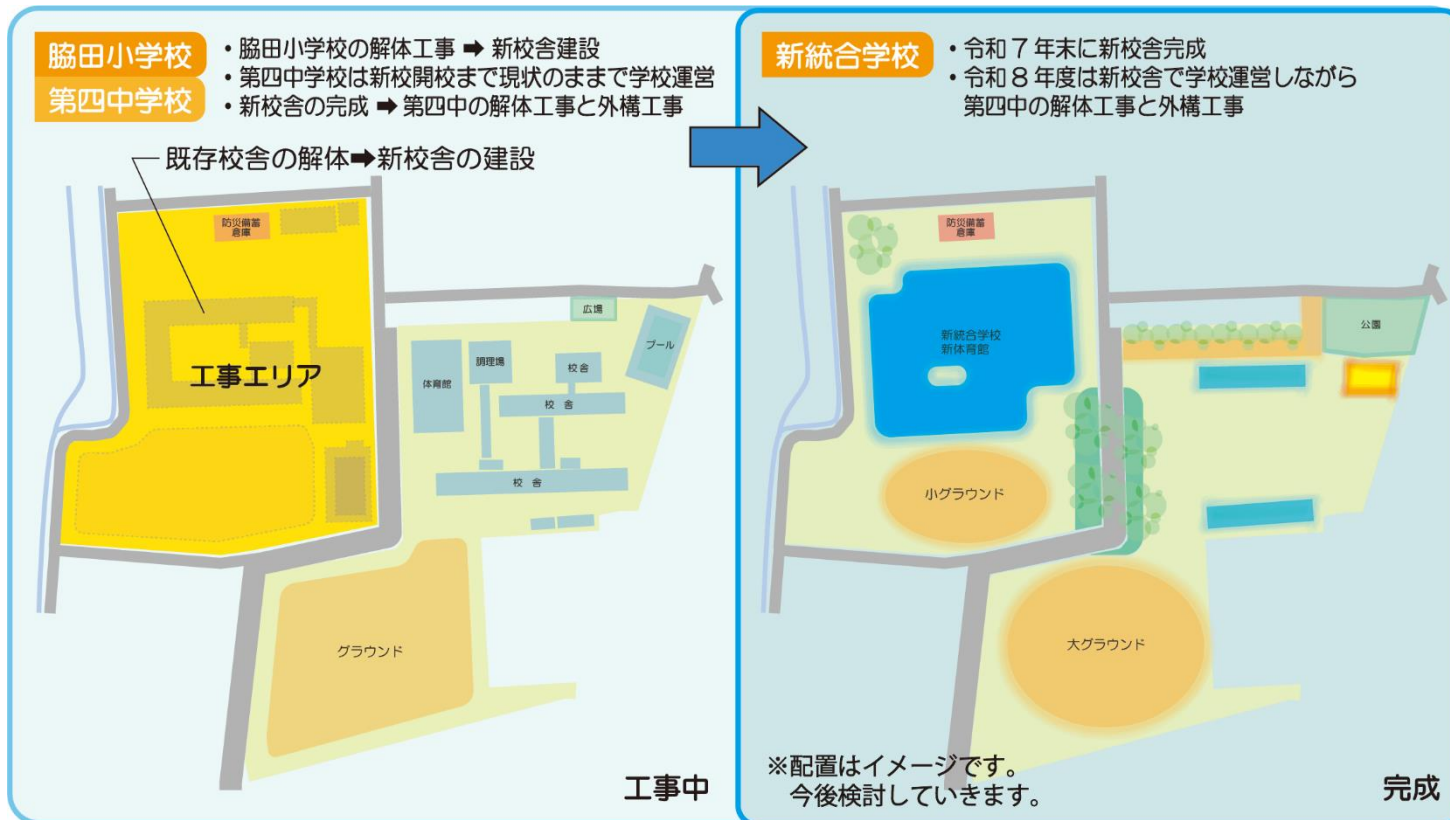 脇田小学校
第四中学校
・脇田小学校の解体工事 ➡ 新校舎建設
・第四中学校は新校開校まで現状のままで学校運営
・新校舎の完成 ➡ 第四中の解体工事と外構工事
既存校舎の解体➡新校舎の建設
防災備蓄
倉庫
工事エリア
広場
プール
体育館
調理場
校舎
校 舎
校 舎
グラウンド
工事中
新統合学校
・令和7年末に新校舎完成
・令和8年度は新校舎で学校運営しながら
第四中の解体工事と外構工事
防災備蓄
倉庫
新統合学校
新体育館
公園
小グラウンド
大グラウンド
※配置はイメージです。
今後検討していきます。
完成